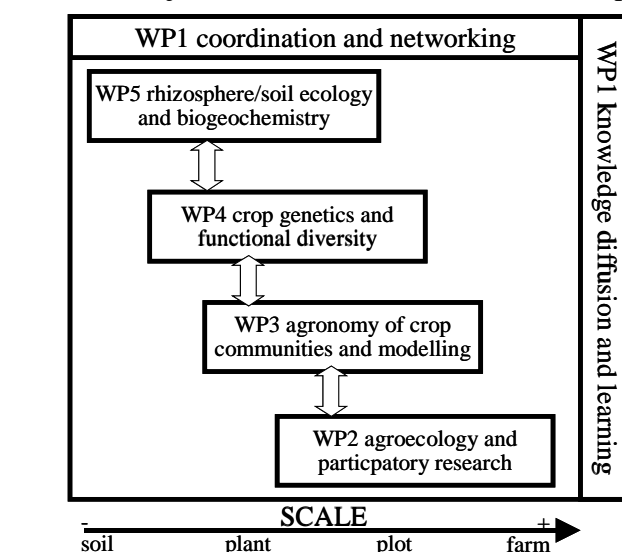 WP1 coordination and networking
WP5 rhizosphere/soil ecology
and biogeochemistry
WP4 crop genetics and
functional diversity
WP3 agronomy of crop
communities and modelling
WP2 agroecology and
particpatory research
WP1 knowledge diffusion and learning
SCALE
- +
soil plant plot farm